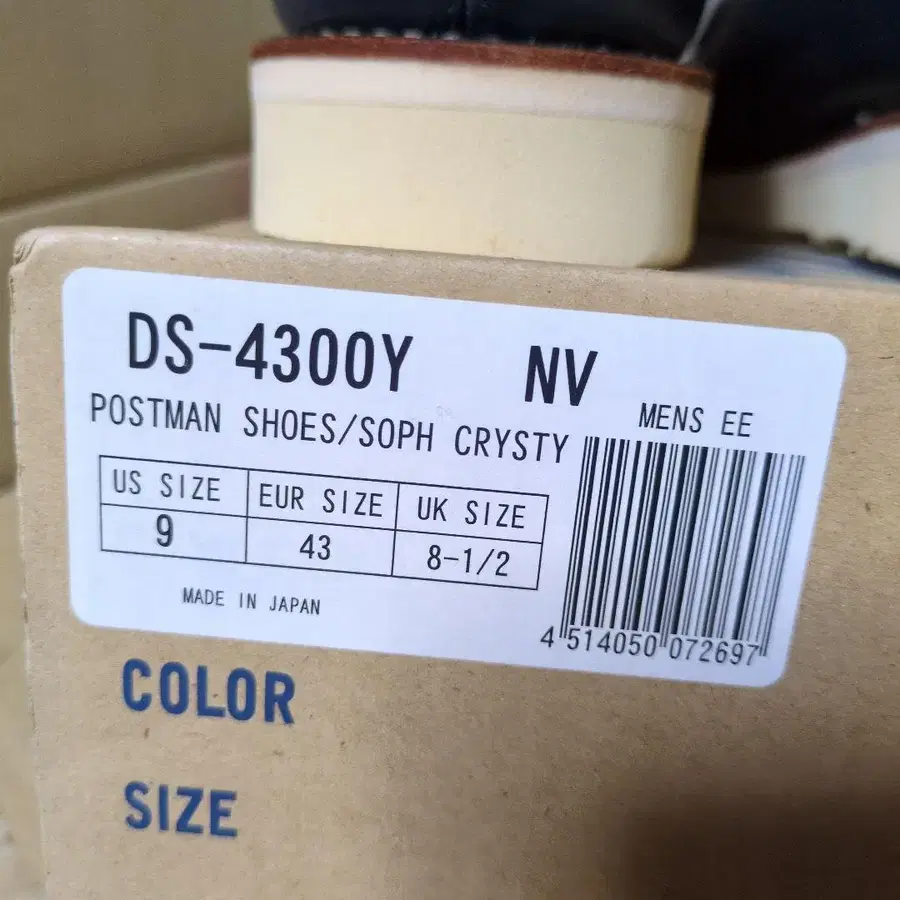 DS-4300Y NV
POSTMAN SHOES/SOPH CRYSTY
MENS EE
US SIZE EUR SIZE UK SIZE
9 43 8-1/2
MADE IN JAPAN
4 514050 072697
COLOR
SIZE